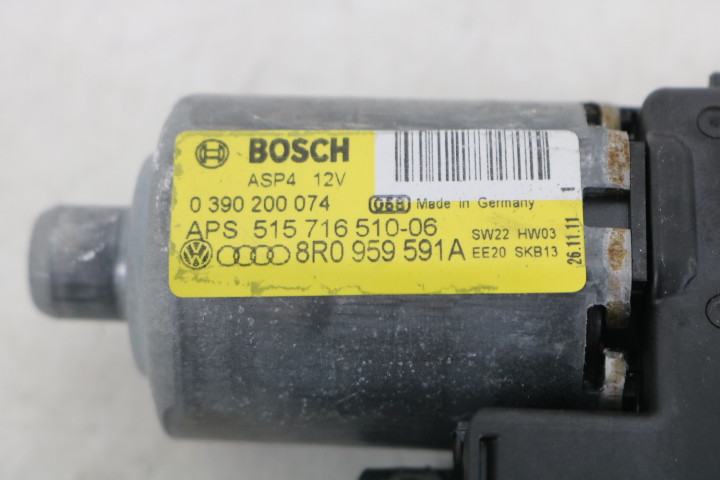 BOSCH
ASP4 12V
0 390 200 074
Made in Germany
APS 515 716 510-06
SW22 HW03
8R0 959 591A
EE20 SKB13
26.11.11